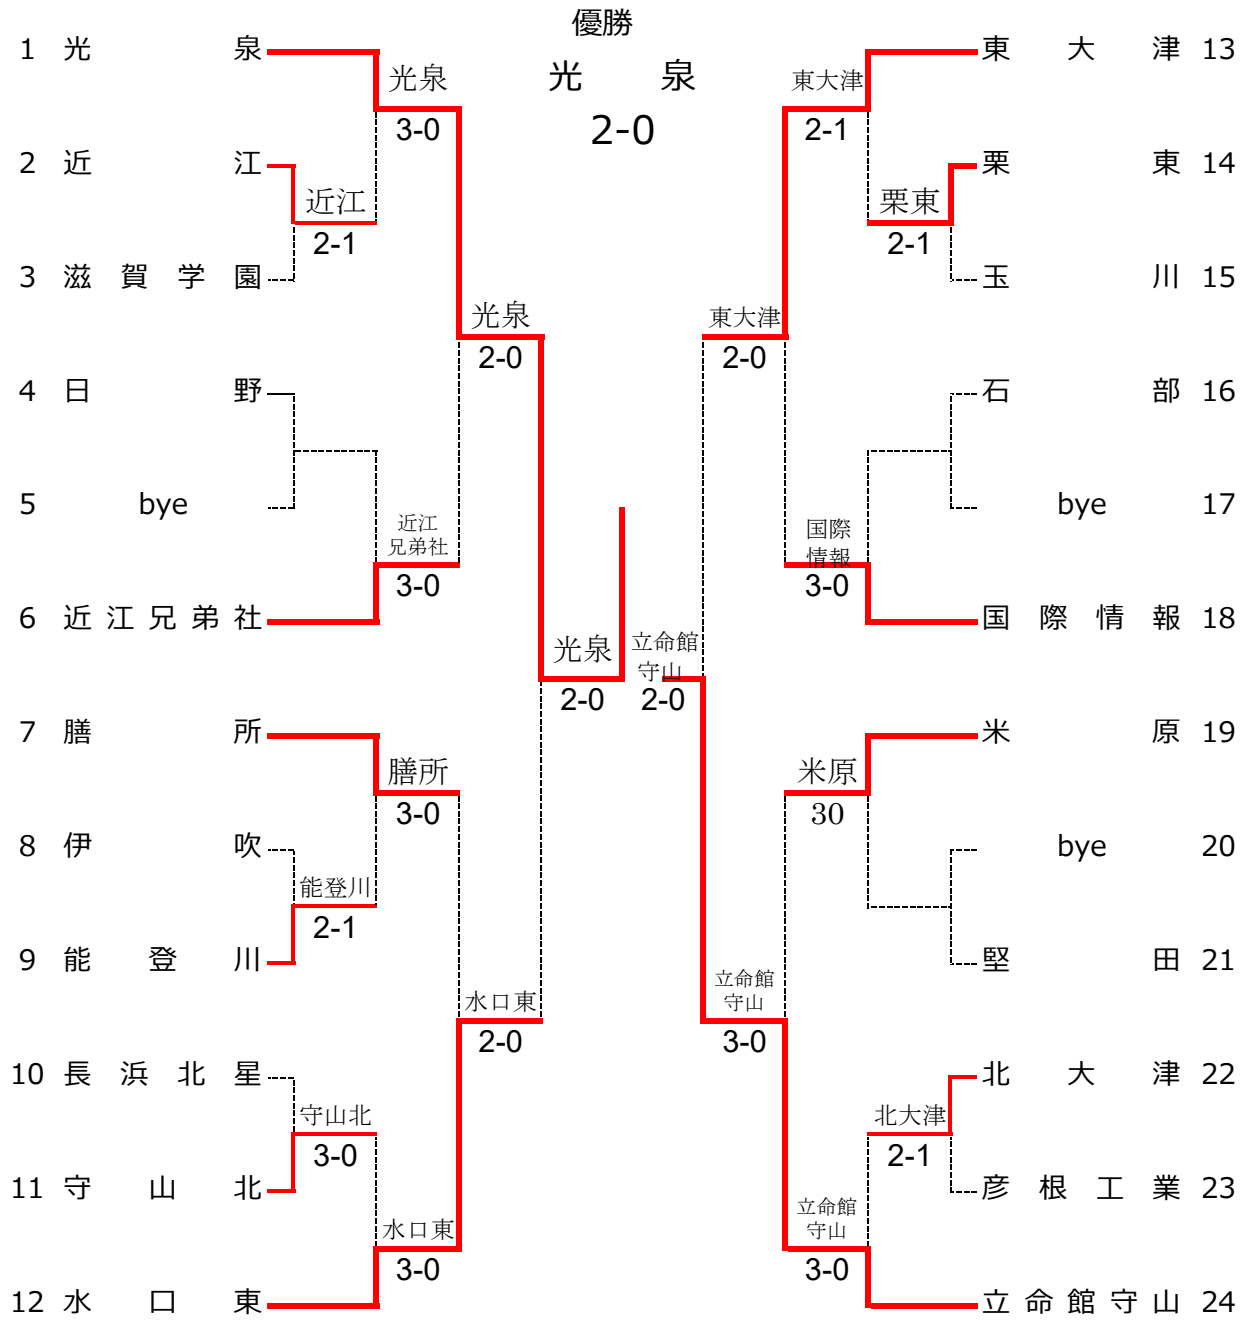 優勝
光泉
2-0
1 光泉
光泉
3-0
2 近江
近江
2-1
3 滋賀学園
光泉
2-0
4 日野
5 bye
近江
兄弟社
3-0
6 近江兄弟社
光泉
2-0
7 膳所
膳所
3-0
8 伊吹
能登川
2-1
9 能登川
水口東
2-0
10 長浜北星
守山北
3-0
11 守山北
水口東
3-0
12 水口東
東大津 13
東大津
2-1
栗東 14
栗東
2-1
玉川 15
東大津
2-0
石部 16
bye 17
国際
情報
3-0
国際情報 18
立命館
守山
2-0
米原 19
米原
30
bye 20
堅田 21
立命館
守山
3-0
北大津 22
北大津
2-1
彦根工業 23
立命館
守山
3-0
立命館守山 24